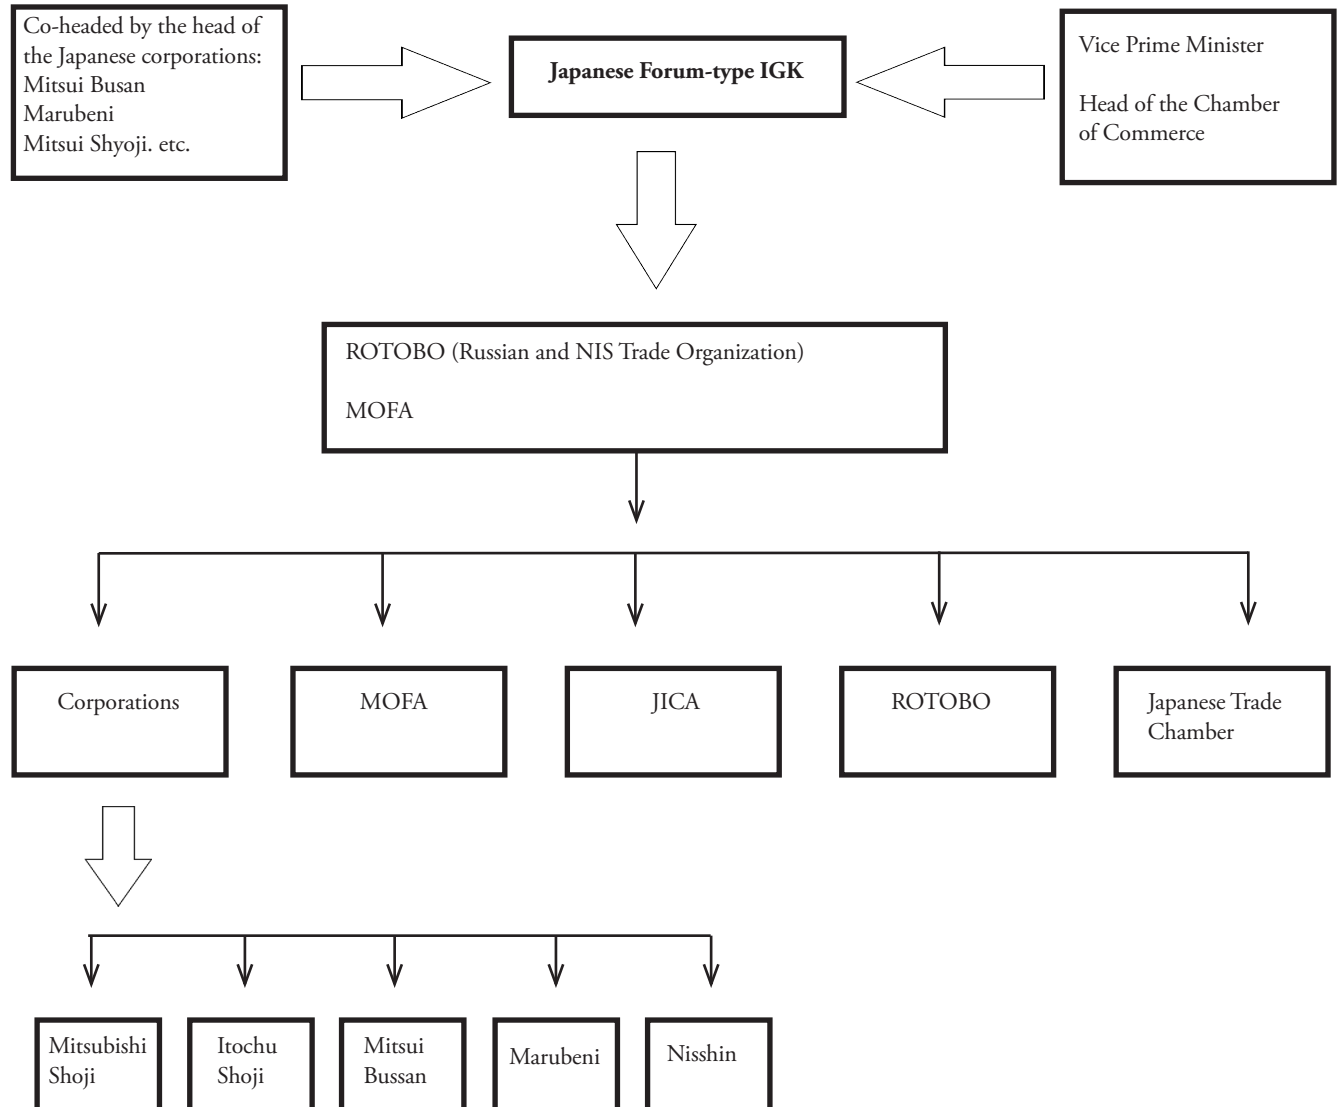 Co-headed by the head of
the Japanese corporations:
Mitsui Busan
Marubeni
Mitsui Shyoji. etc.
Japanese Forum-type IGK
Vice Prime Minister
Head of the Chamber
of Commerce
ROTOBO (Russian and NIS Trade Organization)
MOFA
Corporations
MOFA
JICA
ROTOBO
Japanese Trade
Chamber
Mitsubishi
Shoji
Itochu
Shoji
Mitsui
Bussan
Marubeni
Nisshin